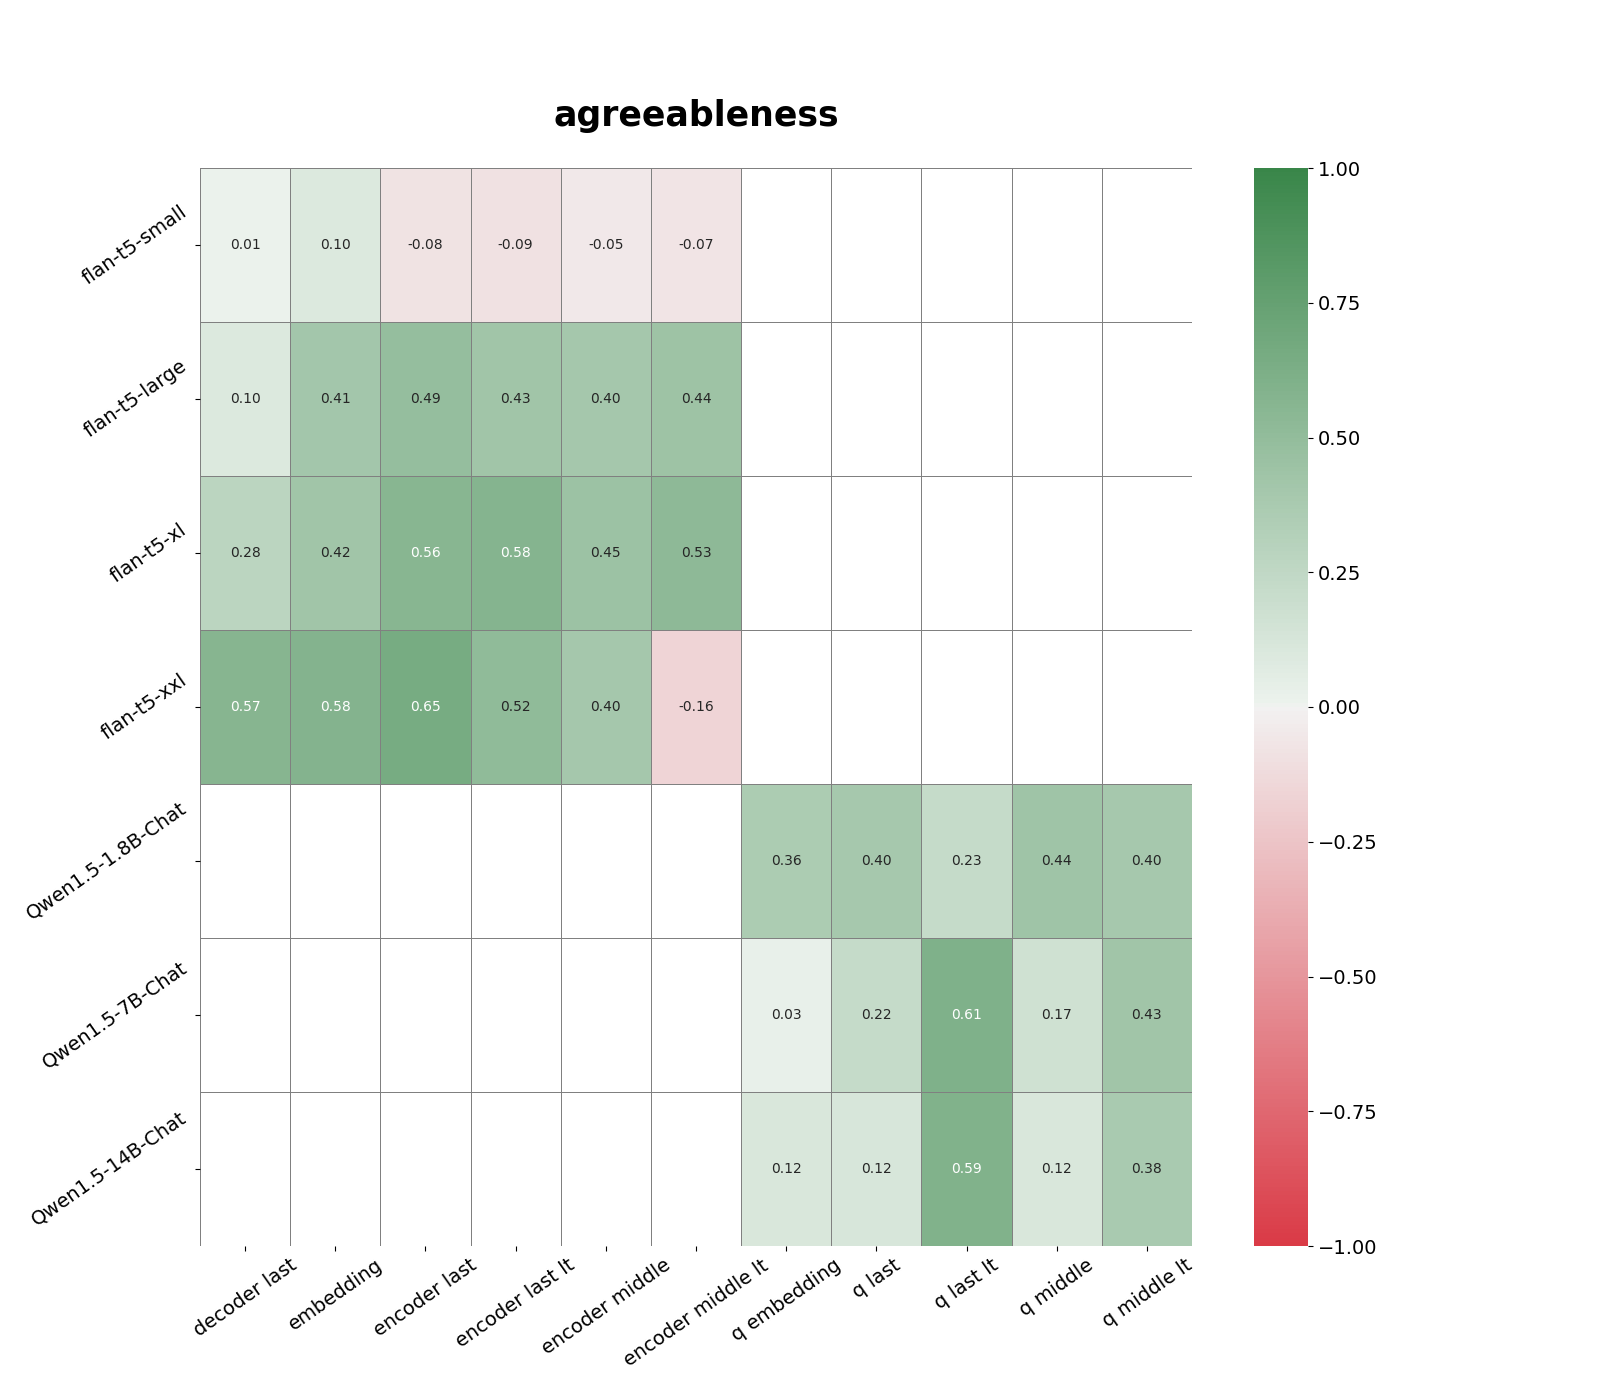 agreeableness
flan-t5-small
0.01 0.10 -0.08 -0.09 -0.05 -0.07
flan-t5-large
0.10 0.41 0.49 0.43 0.40 0.44
flan-t5-xl
0.28 0.42 0.56 0.58 0.45 0.53
flan-t5-xxl
0.57 0.58 0.65 0.52 0.40 -0.16
Qwen1.5-1.8B-Chat
0.36 0.40 0.23 0.44 0.40
Qwen1.5-7B-Chat
0.03 0.22 0.61 0.17 0.43
Qwen1.5-14B-Chat
0.12 0.12 0.59 0.12 0.38
decoder last
embedding
encoder last
encoder last lt
encoder middle
encoder middle lt
q embedding
q last
q last lt
q middle
q middle lt
1.00
0.75
0.50
0.25
0.00
−0.25
−0.50
−0.75
−1.00